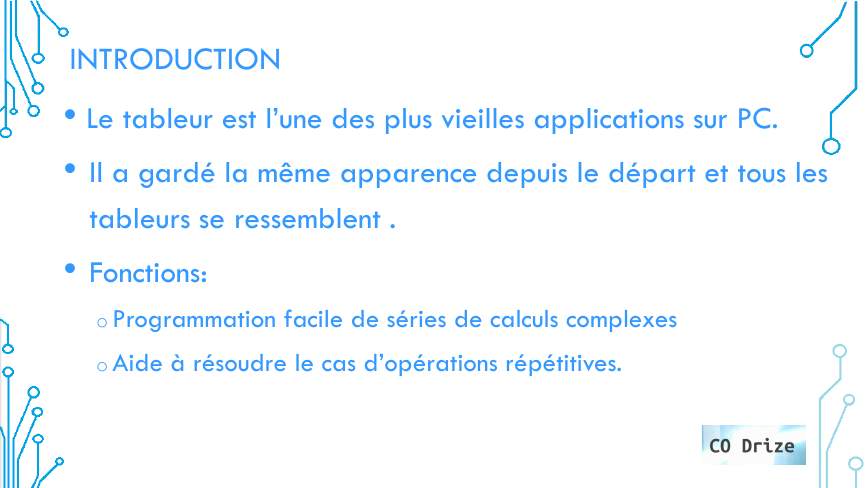 INTRODUCTION
• Le tableur est l’une des plus vieilles applications sur PC.
• Il a gardé la même apparence depuis le départ et tous les
tableurs se ressemblent .
• Fonctions:
o Programmation facile de séries de calculs complexes
o Aide à résoudre le cas d’opérations répétitives.
CO Drize